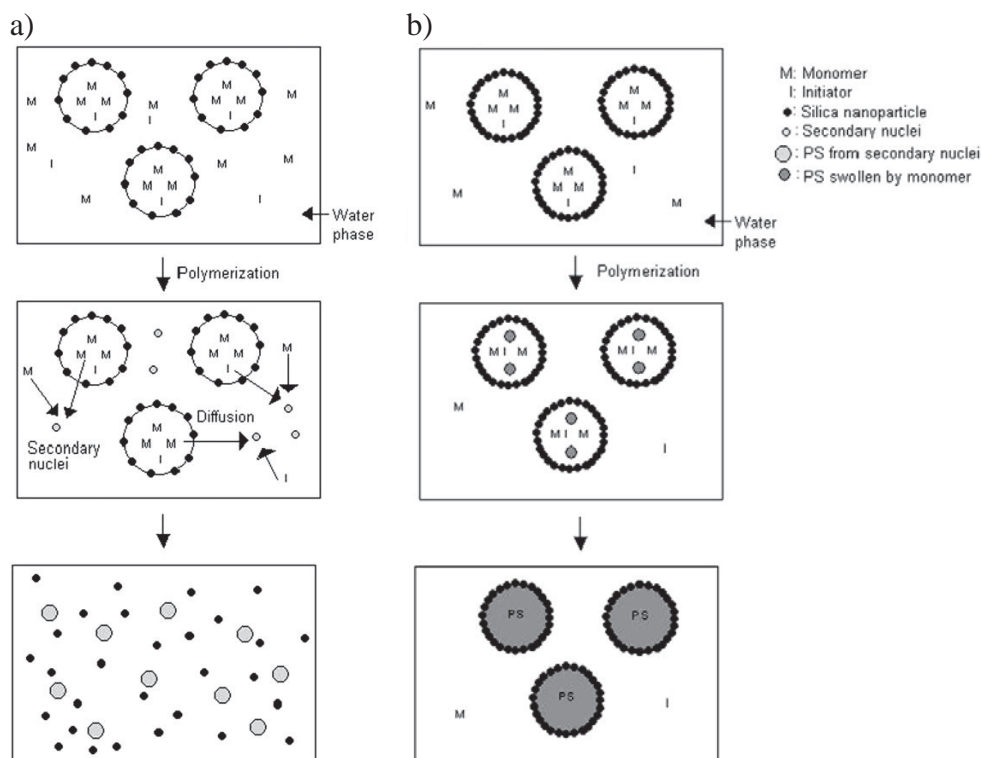 a)
M
M M
I
M
M M
I
M
M
I
M
M
I
M
M
M M
I
M
M
I
Water
phase
Polymerization
M
M M
I
M
M M
I
M
M
Diffusion
M
M M
I
Secondary
nuclei
I
b)
M
M M
I
M
M M
I
M
M
M M
I
I
M
M
Water
phase
Polymerization
M I M
M I M
M I M
M
I
PS
PS
PS
M
I
M: Monomer
I: Initiator
: Silica nanoparticle
: Secondary nuclei
: PS from secondary nuclei
: PS swollen by monomer